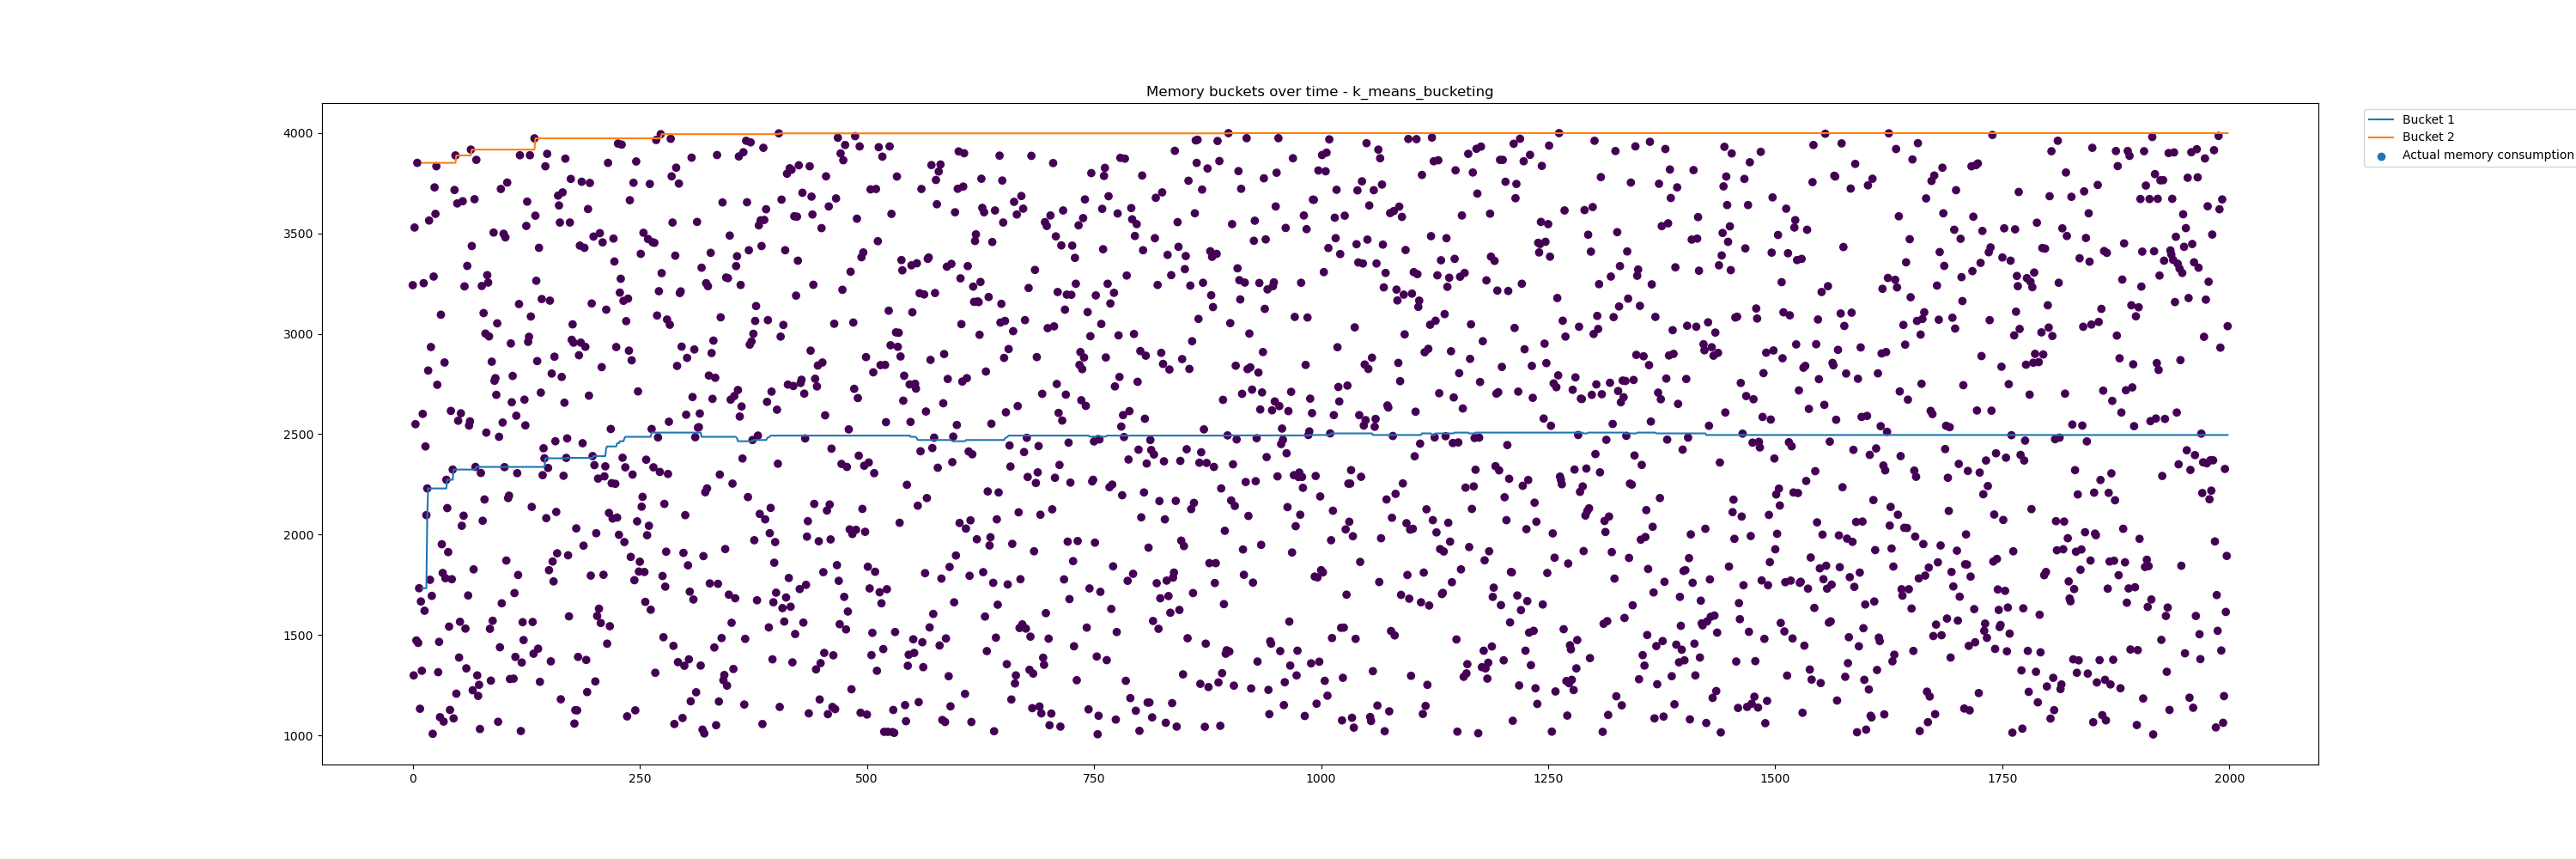 Memory buckets over time - k_means_bucketing
Bucket 1
Bucket 2
Actual memory consumption
4000
3500
3000
2500
2000
1500
1000
0 250 500 750 1000 1250 1500 1750 2000